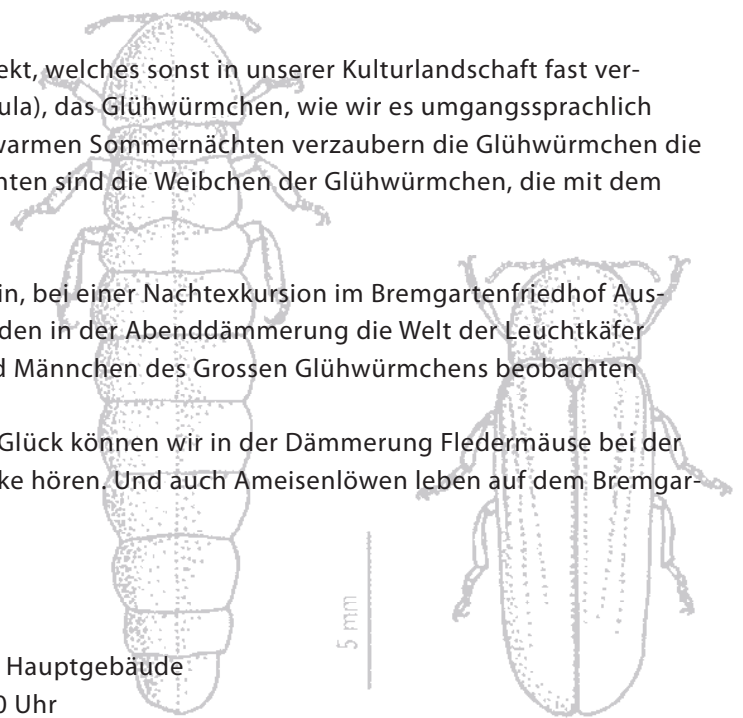 ekt, welches sonst in unserer Kulturlandschaft fast ver-
ula), das Glühwürmchen, wie wir es umgangssprachlich
warmen Sommernächten verzaubern die Glühwürmchen die
nten sind die Weibchen der Glühwürmchen, die mit dem
in, bei einer Nachtexkursion im Bremgartenfriedhof Aus-
den in der Abenddämmerung die Welt der Leuchtkäfer
d Männchen des Grossen Glühwürmchens beobachten
Glück können wir in der Dämmerung Fledermäuse bei der
ke hören. Und auch Ameisenlöwen leben auf dem Bremgar-
5 mm
Hauptgebäude
0 Uhr